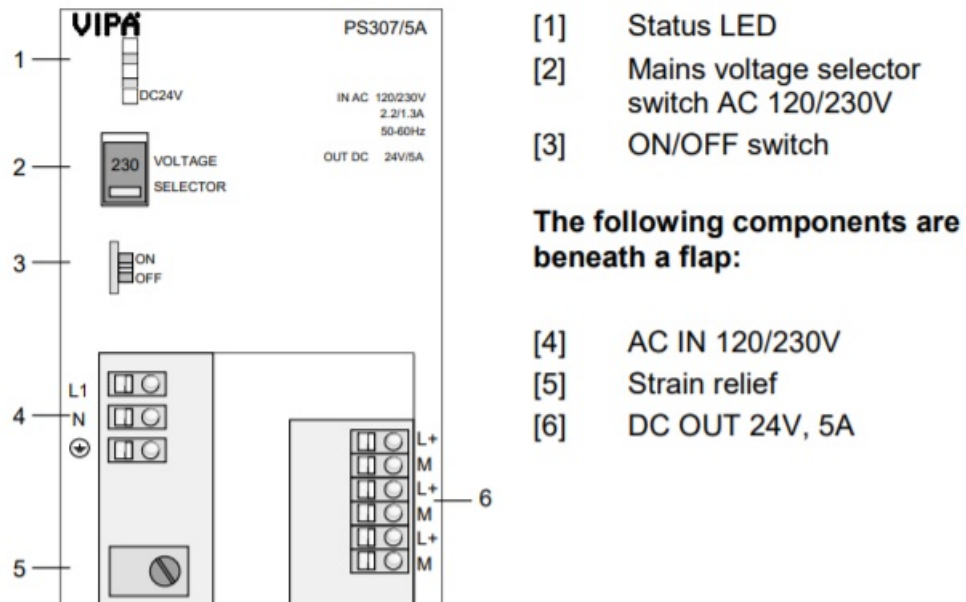 VIPA
PS307/5A
1
DC24V
IN AC 120/230V
2.2/1.3A
50-60Hz
OUT DC 24V/5A
2
230
VOLTAGE
SELECTOR
3
ON
OFF
L1
4
N
L+
M
L+
6
M
L+
M
5
[1] Status LED
[2] Mains voltage selector
switch AC 120/230V
[3] ON/OFF switch
The following components are
beneath a flap:
[4] AC IN 120/230V
[5] Strain relief
[6] DC OUT 24V, 5A